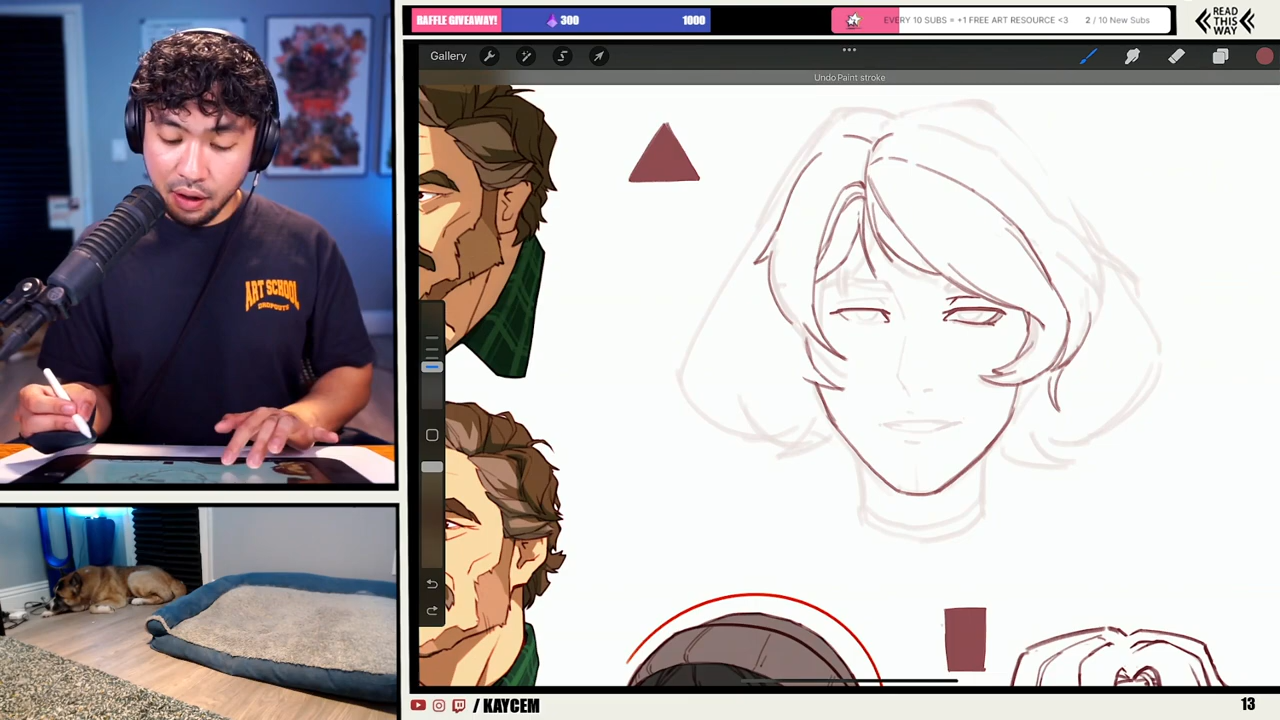 RAFFLE GIVEAWAY!
300
1000
EVERY 10 SUBS = +1 FREE ART RESOURCE <3
2 / 10 New Subs
READ
THIS
WAY
Gallery
Undo Paint stroke
ART SCHOOL
DROPOUTS
/ KAYCEM
13